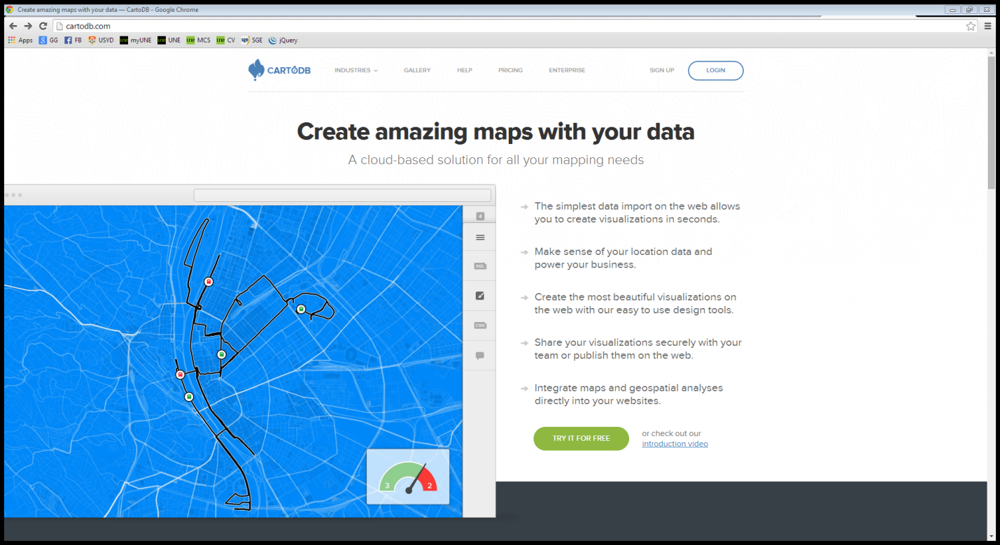 Create amazing maps with your data — CartoDB - Google Chrome
cartodb.com
Apps GG FB USYD myUNE UNE MCS CV SGE jQuery
CARTODB INDUSTRIES GALLERY HELP PRICING ENTERPRISE SIGN UP LOGIN
Create amazing maps with your data
A cloud-based solution for all your mapping needs
4
SQL
CSS
3 2
The simplest data import on the web allows
you to create visualizations in seconds.
Make sense of your location data and
power your business.
Create the most beautiful visualizations on
the web with our easy to use design tools.
Share your visualizations securely with your
team or publish them on the web.
Integrate maps and geospatial analyses
directly into your websites.
TRY IT FOR FREE
or check out our
introduction video